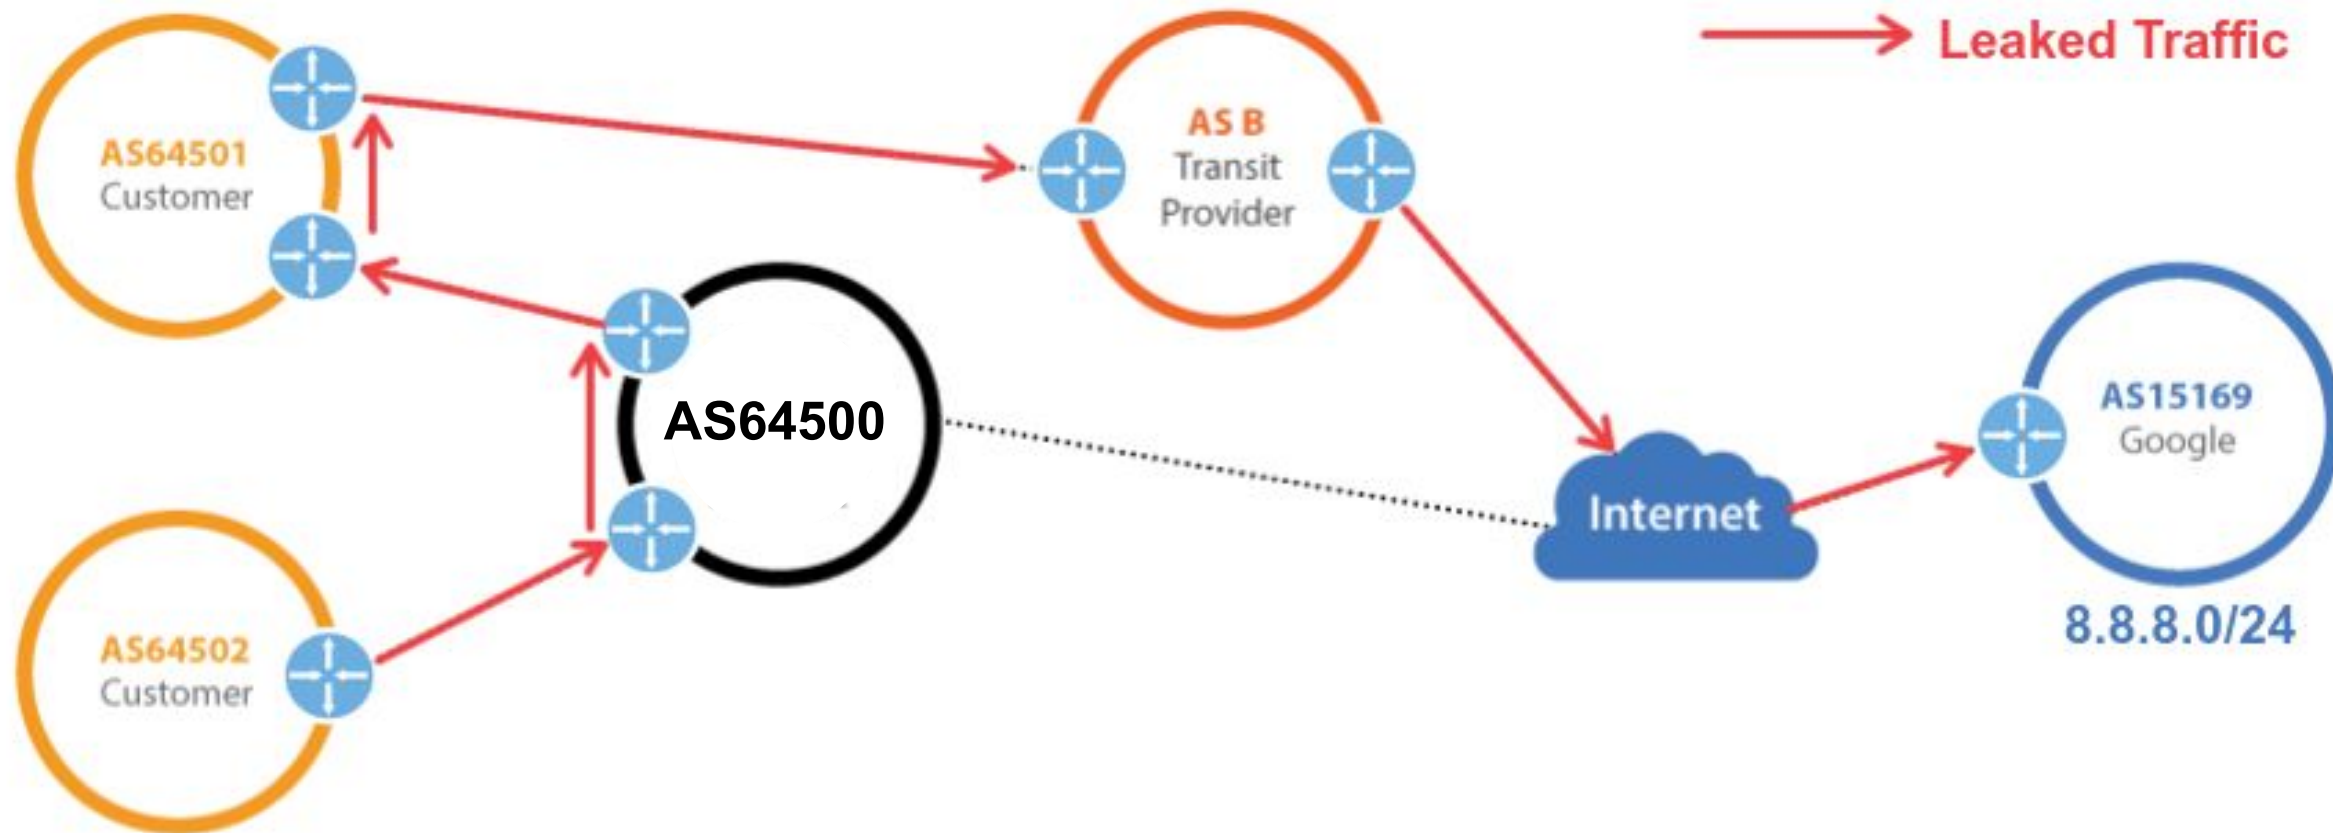 Leaked Traffic
AS64501
Customer
AS B
Transit
Provider
AS64500
Internet
AS15169
Google
8.8.8.0/24
AS64502
Customer